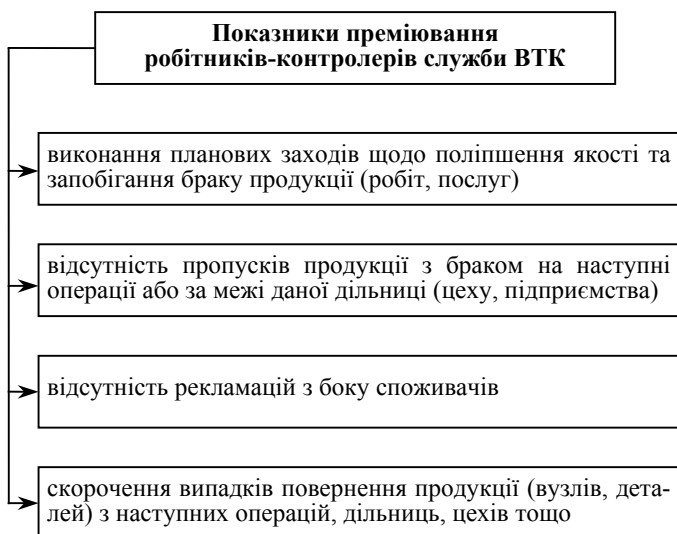 Показники преміювання
робітників-контролерів служби ВТК
виконання планових заходів щодо поліпшення якості та
запобігання браку продукції (робіт, послуг)
відсутність пропусків продукції з браком на наступні
операції або за межі даної дільниці (цеху, підприємства)
відсутність рекламацій з боку споживачів
скорочення випадків повернення продукції (вузлів, дета-
лей) з наступних операцій, дільниць, цехів тощо